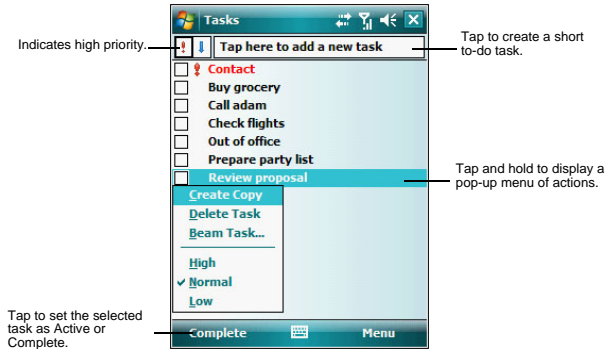 Tasks
Indicates high priority.
Tap here to add a new task
Tap to create a short
to-do task.
Contact
Buy grocery
Call adam
Check flights
Out of office
Prepare party list
Review proposal
Tap and hold to display a
pop-up menu of actions.
Create Copy
Delete Task
Beam Task...
High
Normal
Low
Tap to set the selected
task as Active or
Complete.
Complete
Menu